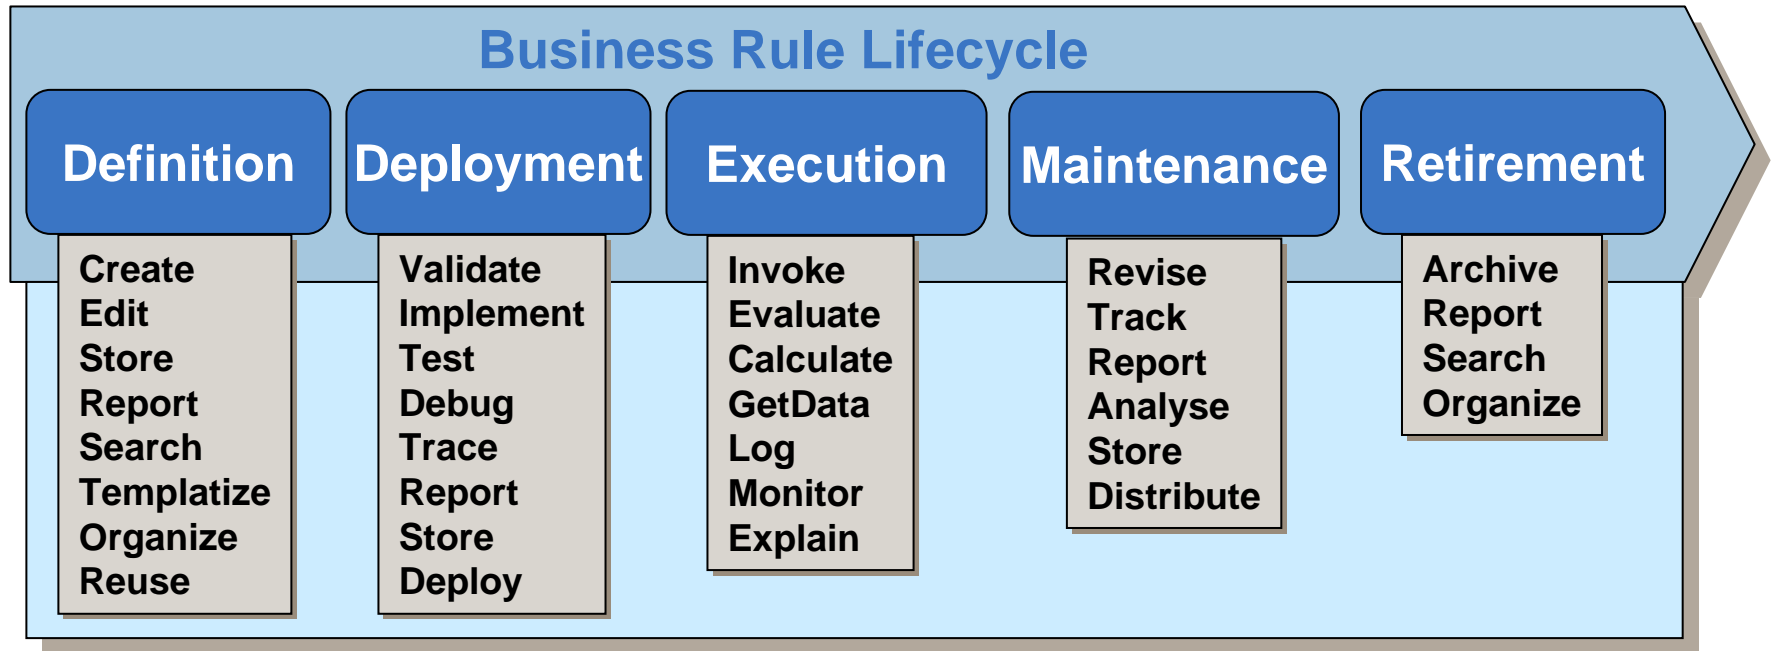 Business Rule Lifecycle
Definition
Create
Edit
Store
Report
Search
Templatize
Organize
Reuse
Deployment
Validate
Implement
Test
Debug
Trace
Report
Store
Deploy
Execution
Invoke
Evaluate
Calculate
GetData
Log
Monitor
Explain
Maintenance
Revise
Track
Report
Analyse
Store
Distribute
Retirement
Archive
Report
Search
Organize